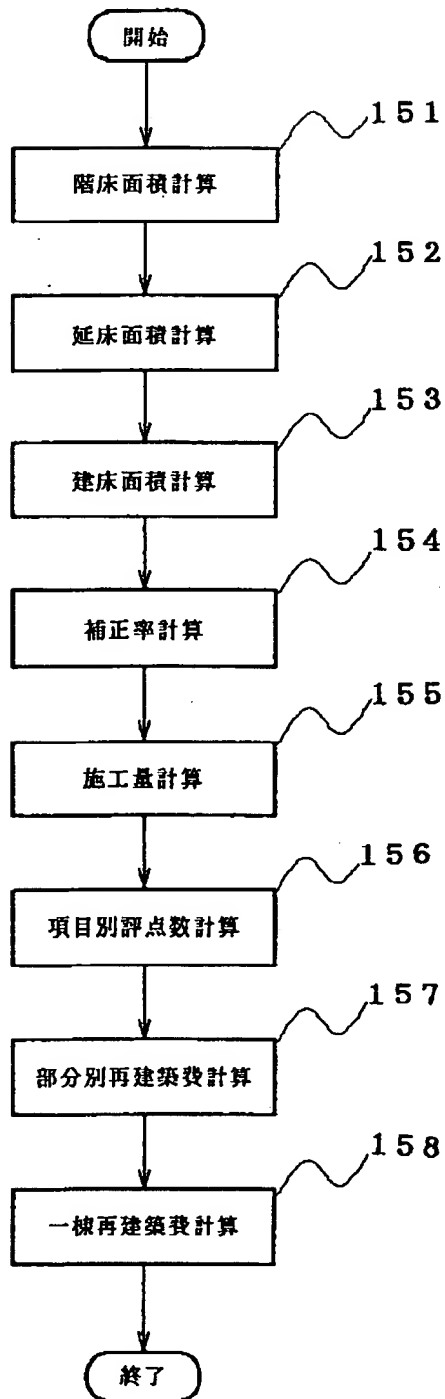 開始
151
階床面積計算
152
延床面積計算
153
建床面積計算
154
補正率計算
155
施工量計算
156
項目別評点数計算
157
部分別再建築費計算
158
一棟再建築費計算
終了